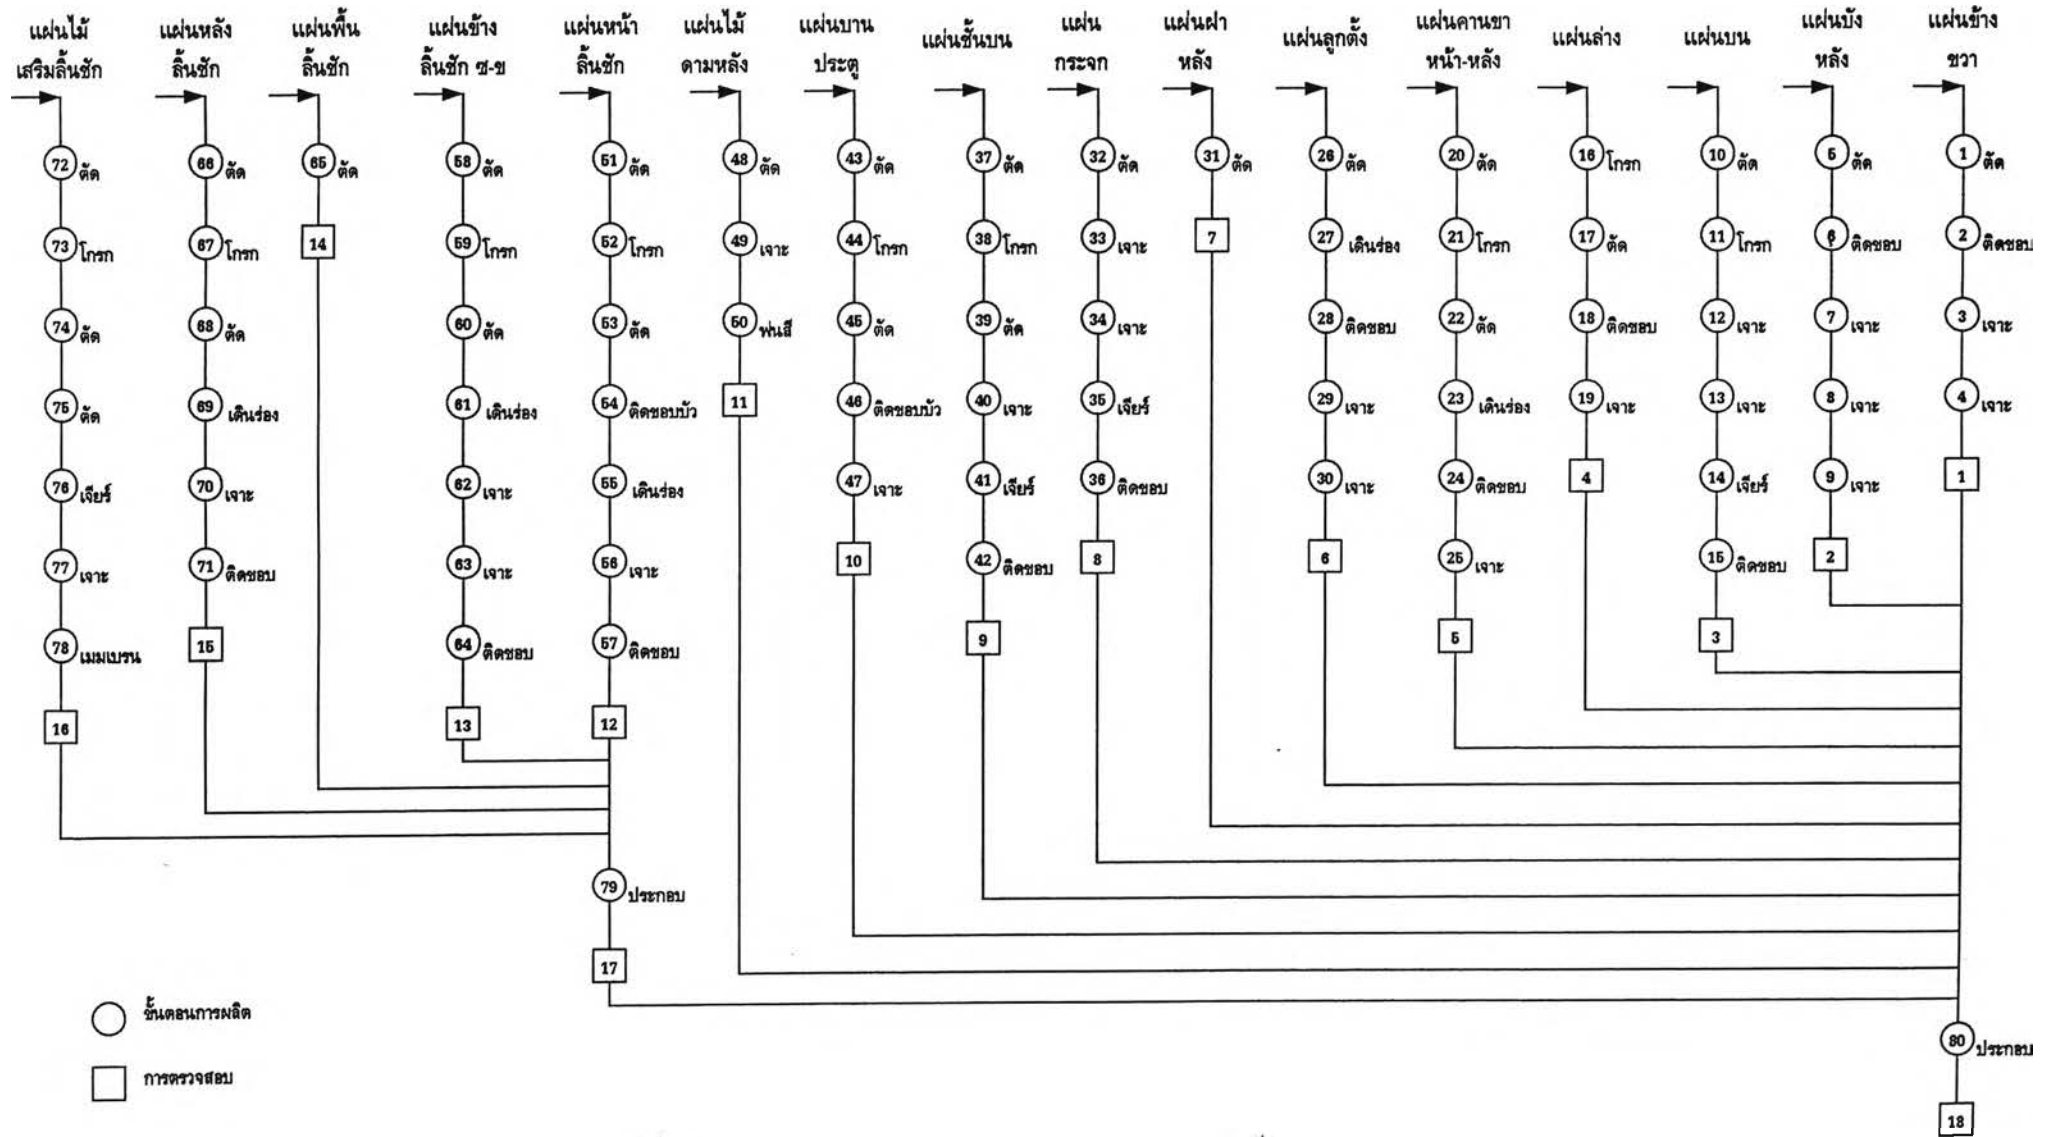 แผ่นไม้
เสริมลิ้นชัก
แผ่นหลัง
ลิ้นชัก
แผ่นพื้น
ลิ้นชัก
แผ่นข้าง
ลิ้นชัก ซ-ข
แผ่นหน้า
ลิ้นชัก
แผ่นไม้
ดามหลัง
แผ่นบาน
ประตู
แผ่นชั้นบน
แผ่น
กระจก
แผ่นฝา
หลัง
แผ่นลูกตั้ง
แผ่นคานขา
หน้า-หลัง
แผ่นล่าง
แผ่นบน
แผ่นบัง
หลัง
แผ่นข้าง
ขวา
72 ตัด
73 โกรก
74 ตัด
75 ตัด
76 เจียร์
77 เจาะ
78 เมมเบรน
16
66 ตัด
67 โกรก
68 ตัด
69 เดินร่อง
70 เจาะ
71 ติดขอบ
15
65 ตัด
14
58 ตัด
59 โกรก
60 ตัด
61 เดินร่อง
62 เจาะ
63 เจาะ
64 ติดขอบ
13
51 ตัด
52 โกรก
53 ตัด
54 ติดขอบบัว
55 เดินร่อง
56 เจาะ
57 ติดขอบ
12
79 ประกอบ
17
48 ตัด
49 เจาะ
50 พ่นสี
11
43 ตัด
44 โกรก
45 ตัด
46 ติดขอบบัว
47 เจาะ
10
37 ตัด
38 โกรก
39 ตัด
40 เจาะ
41 เจียร์
42 ติดขอบ
9
32 ตัด
33 เจาะ
34 เจาะ
35 เจียร์
36 ติดขอบ
8
31 ตัด
7
26 ตัด
27 เดินร่อง
28 ติดขอบ
29 เจาะ
30 เจาะ
6
20 ตัด
21 โกรก
22 ตัด
23 เดินร่อง
24 ติดขอบ
25 เจาะ
5
16 โกรก
17 ตัด
18 ติดขอบ
19 เจาะ
4
10 ตัด
11 โกรก
12 เจาะ
13 เจาะ
14 เจียร์
15 ติดขอบ
3
5 ตัด
6 ติดขอบ
7 เจาะ
8 เจาะ
9 เจาะ
2
1 ตัด
2 ติดขอบ
3 เจาะ
4 เจาะ
1
80 ประกอบ
18
ขั้นตอนการผลิต
การตรวจสอบ